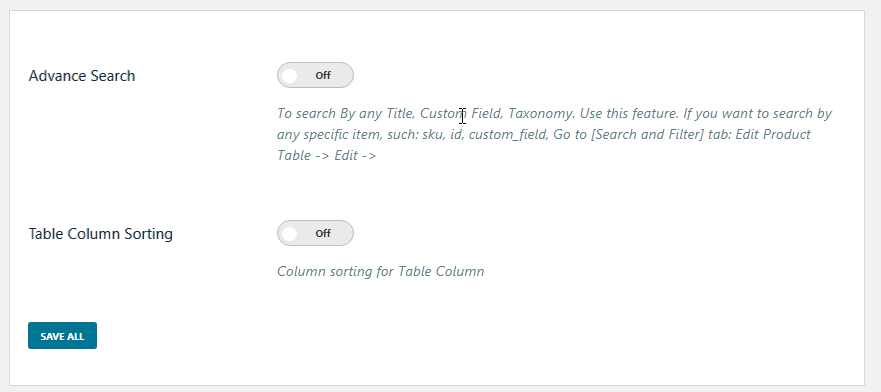 Advance Search
Off
To search By any Title, Custom Field, Taxonomy. Use this feature. If you want to search by
any specific item, such: sku, id, custom_field, Go to [Search and Filter] tab: Edit Product
Table -> Edit ->
Table Column Sorting
Off
Column sorting for Table Column
SAVE ALL